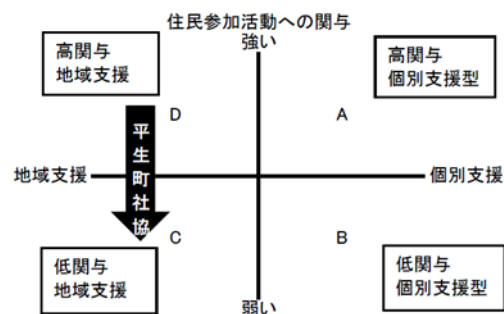 住民参加活動への関与
強い
高関与
地域支援
高関与
個別支援型
D
A
平生町社協
地域支援
個別支援
C
B
低関与
地域支援
低関与
個別支援型
弱い